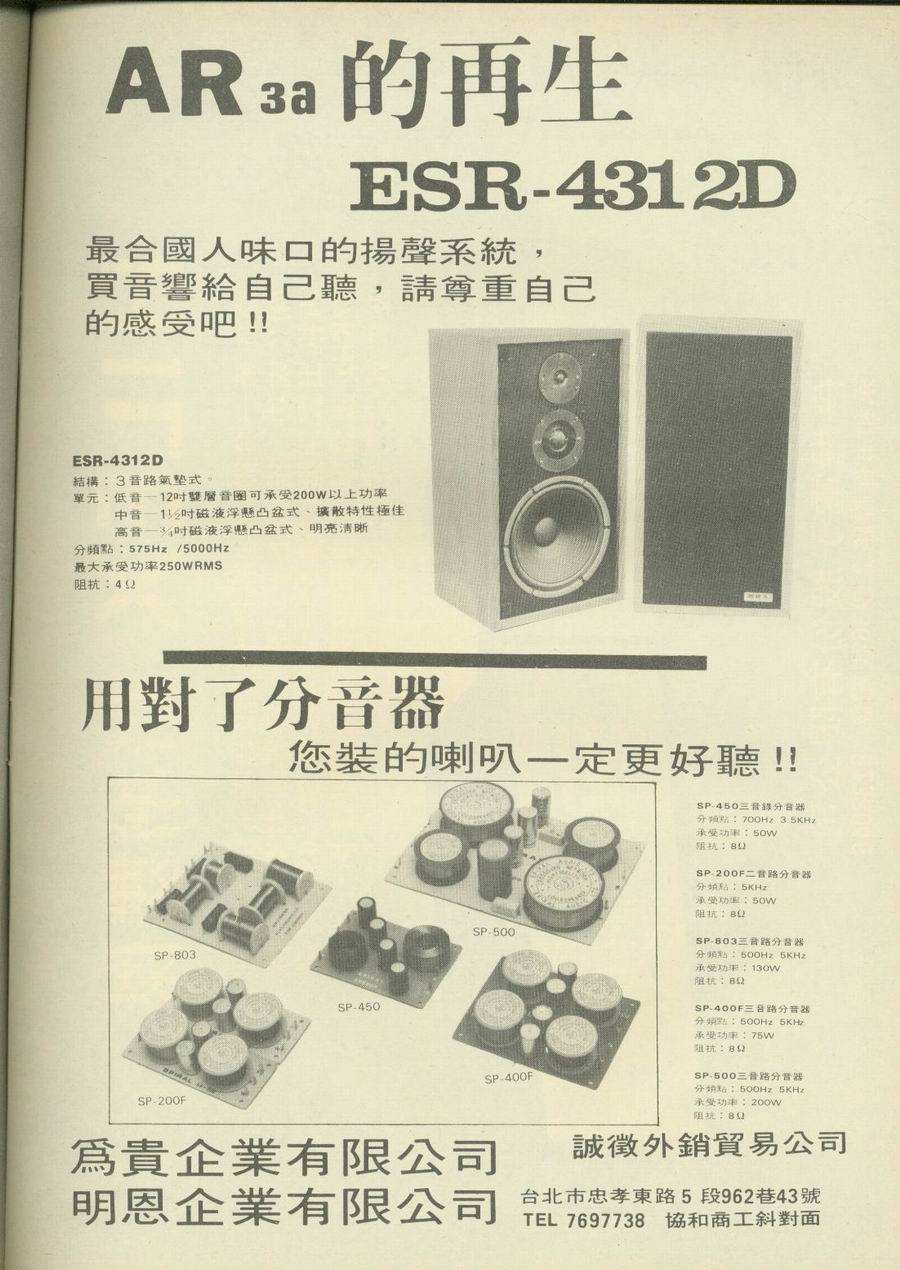 AR 3a 的再生
ESR-4312D
最合國人味口的揚聲系統，
買音響給自己聽，請尊重自己
的感受吧!!
ESR-4312D
結構：3音路氣墊式。
單元：低音—12吋雙層音圈可承受200W以上功率
中音—1½吋磁液浮懸凸盆式、擴散特性極佳
高音—¾吋磁液浮懸凸盆式、明亮清晰
分頻點：575Hz /5000Hz
最大承受功率250WRMS
阻抗：4Ω
用對了分音器
您裝的喇叭一定更好聽!!
SP-803
SP-450
SP-500
SP-200F
SPIRAL
SP-400F
SP-450三音錄分音器
分頻點：700Hz 3.5KHz
承受功率：50W
阻抗：8Ω
SP-200F二音路分音器
分頻點：5KHz
承受功率：50W
阻抗：8Ω
SP-803三音路分音器
分頻點：500Hz 5KHz
承受功率：130W
阻抗：8Ω
SP-400F三音路分音器
分頻點：500Hz 5KHz
承受功率：75W
阻抗：8Ω
SP-500三音路分音器
分頻點：500Hz 5KHz
承受功率：200W
阻抗：8Ω
爲貴企業有限公司
明恩企業有限公司
誠徵外銷貿易公司
台北市忠孝東路5段962巷43號
TEL 7697738 協和商工斜對面